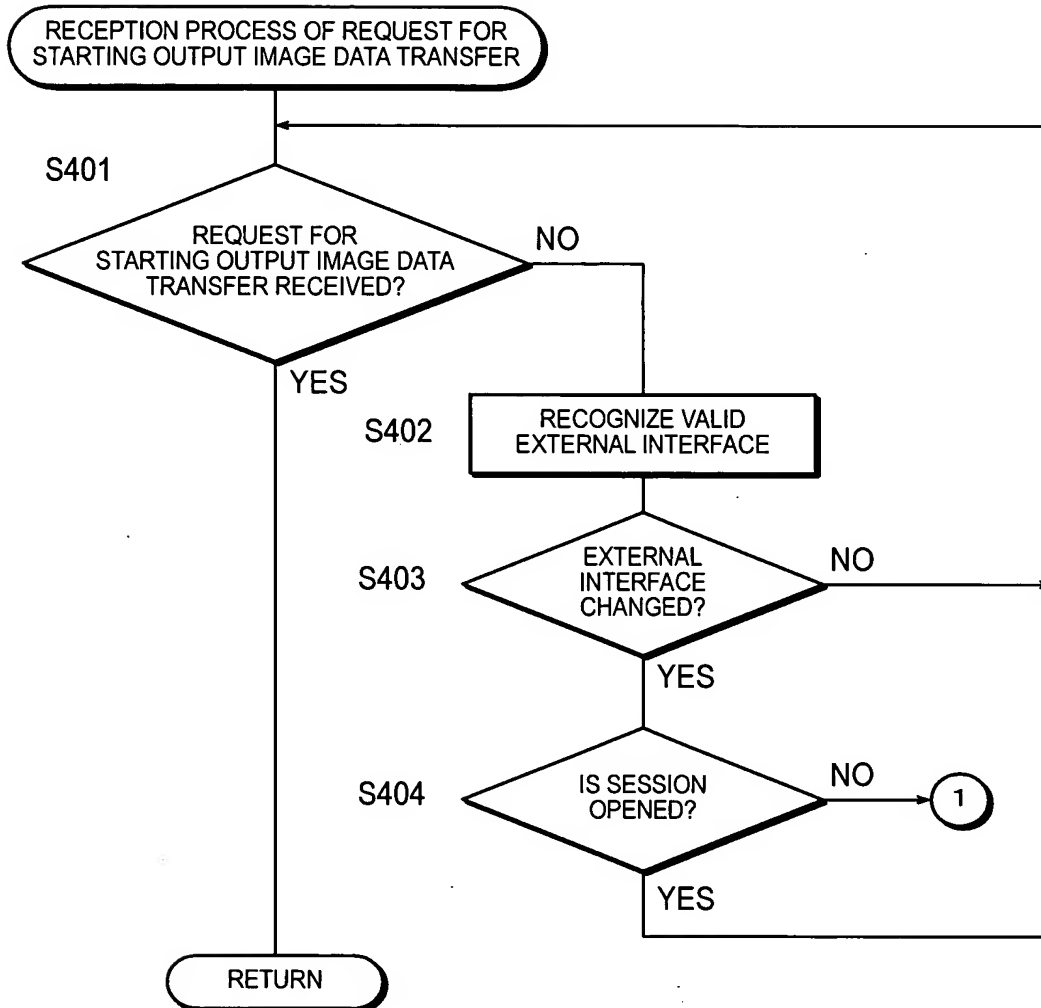 RECEPTION PROCESS OF REQUEST FOR
STARTING OUTPUT IMAGE DATA TRANSFER
S401
REQUEST FOR
STARTING OUTPUT IMAGE DATA
TRANSFER RECEIVED?
NO
YES
S402
RECOGNIZE VALID
EXTERNAL INTERFACE
S403
EXTERNAL
INTERFACE
CHANGED?
NO
YES
S404
IS SESSION
OPENED?
NO
1
YES
RETURN